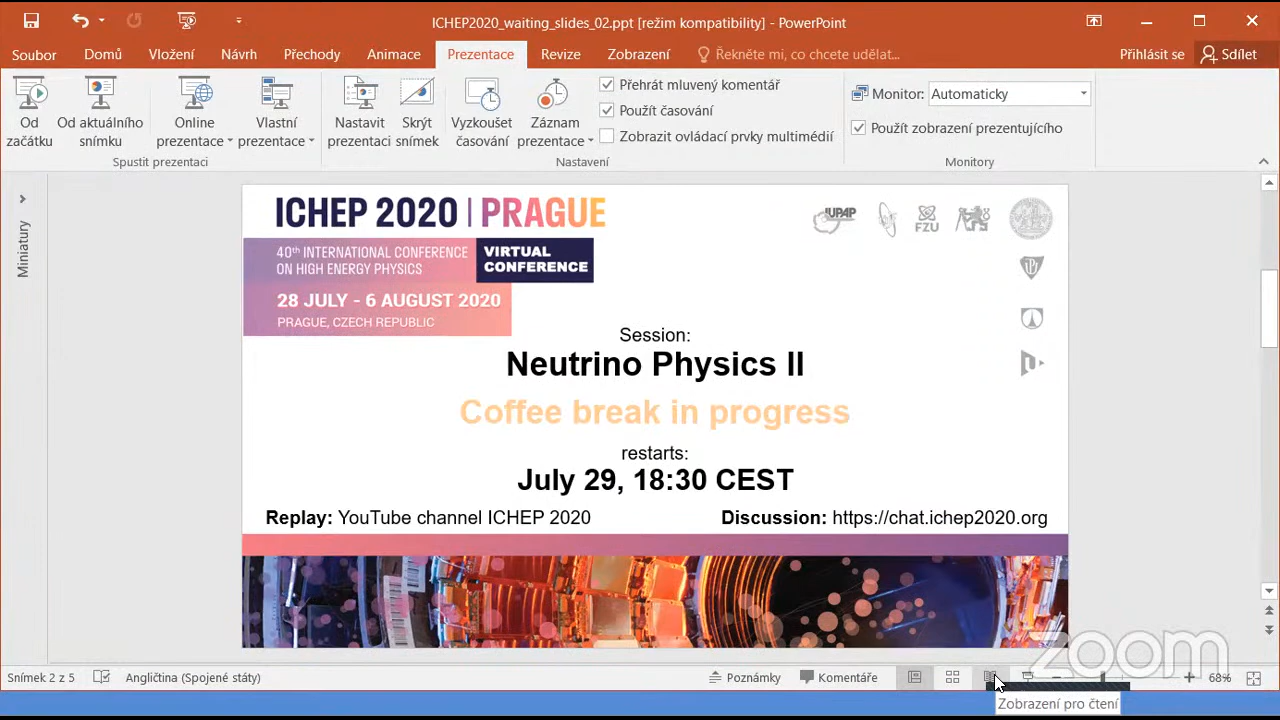 ICHEP2020_waiting_slides_02.ppt [režim kompatibility] - PowerPoint
Soubor Domů Vložení Návrh Přechody Animace Prezentace Revize Zobrazení Řekněte mi, co chcete udělat... Přihlásit se Sdílet
Od začátku
Od aktuálního snímku
Online prezentace
Vlastní prezentace
Spustit prezentaci
Nastavit prezentaci
Skrýt snímek
Vyzkoušet časování
Záznam prezentace
Přehrát mluvený komentář
Použít časování
Zobrazit ovládací prvky multimédií
Nastavení
Monitor: Automaticky
Použít zobrazení prezentujícího
Monitory
Miniatury
ICHEP 2020 | PRAGUE
40th INTERNATIONAL CONFERENCE
ON HIGH ENERGY PHYSICS
VIRTUAL
CONFERENCE
28 JULY - 6 AUGUST 2020
PRAGUE, CZECH REPUBLIC
IUPAP
FZU
Session:
Neutrino Physics II
Coffee break in progress
restarts:
July 29, 18:30 CEST
Replay: YouTube channel ICHEP 2020
Discussion: https://chat.ichep2020.org
zoom
Snímek 2 z 5 Angličtina (Spojené státy) Poznámky Komentáře 68%
Zobrazení pro čtení